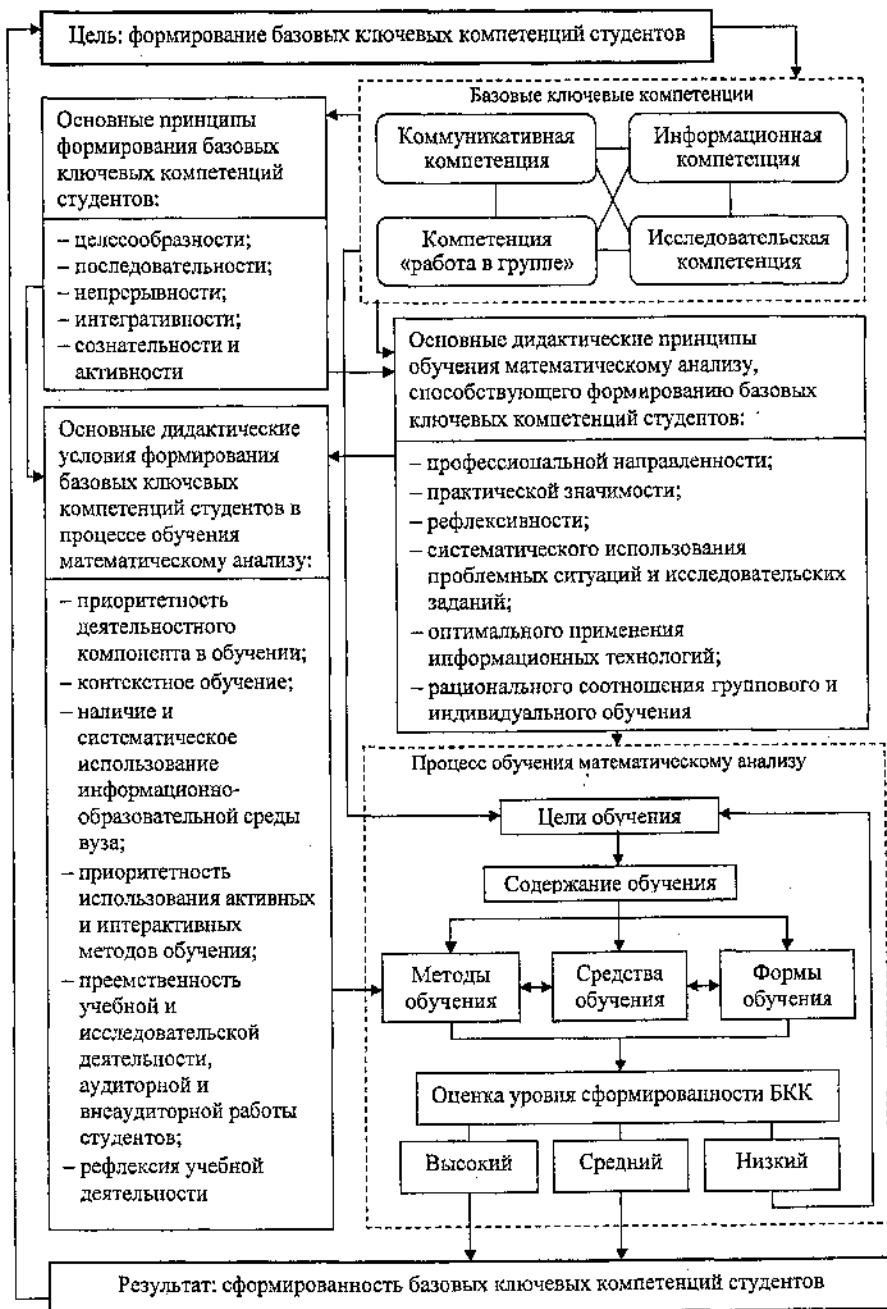 Цель: формирование базовых ключевых компетенций студентов
Базовые ключевые компетенции
Коммуникативная
компетенция
Информационная
компетенция
Компетенция
«работа в группе»
Исследовательская
компетенция
Основные принципы
формирования базовых
ключевых компетенций
студентов:
– целесообразности;
– последовательности;
– непрерывности;
– интегративности;
– сознательности и
активности
Основные дидактические принципы
обучения математическому анализу,
способствующего формированию базовых
ключевых компетенций студентов:
– профессиональной направленности;
– практической значимости;
– рефлексивности;
– систематического использования
проблемных ситуаций и исследовательских
заданий;
– оптимального применения
информационных технологий;
– рационального соотношения группового и
индивидуального обучения
Основные дидактические
условия формирования
базовых ключевых
компетенций студентов в
процессе обучения
математическому анализу:
– приоритетность
деятельностного
компонента в обучении;
– контекстное обучение;
– наличие и
систематическое
использование
информационно-
образовательной среды
вуза;
– приоритетность
использования активных
и интерактивных
методов обучения;
– преемственность
учебной и
исследовательской
деятельности,
аудиторной и
внеаудиторной работы
студентов;
– рефлексия учебной
деятельности
Процесс обучения математическому анализу
Цели обучения
Содержание обучения
Методы
обучения
Средства
обучения
Формы
обучения
Оценка уровня сформированности БКК
Высокий
Средний
Низкий
Результат: сформированность базовых ключевых компетенций студентов